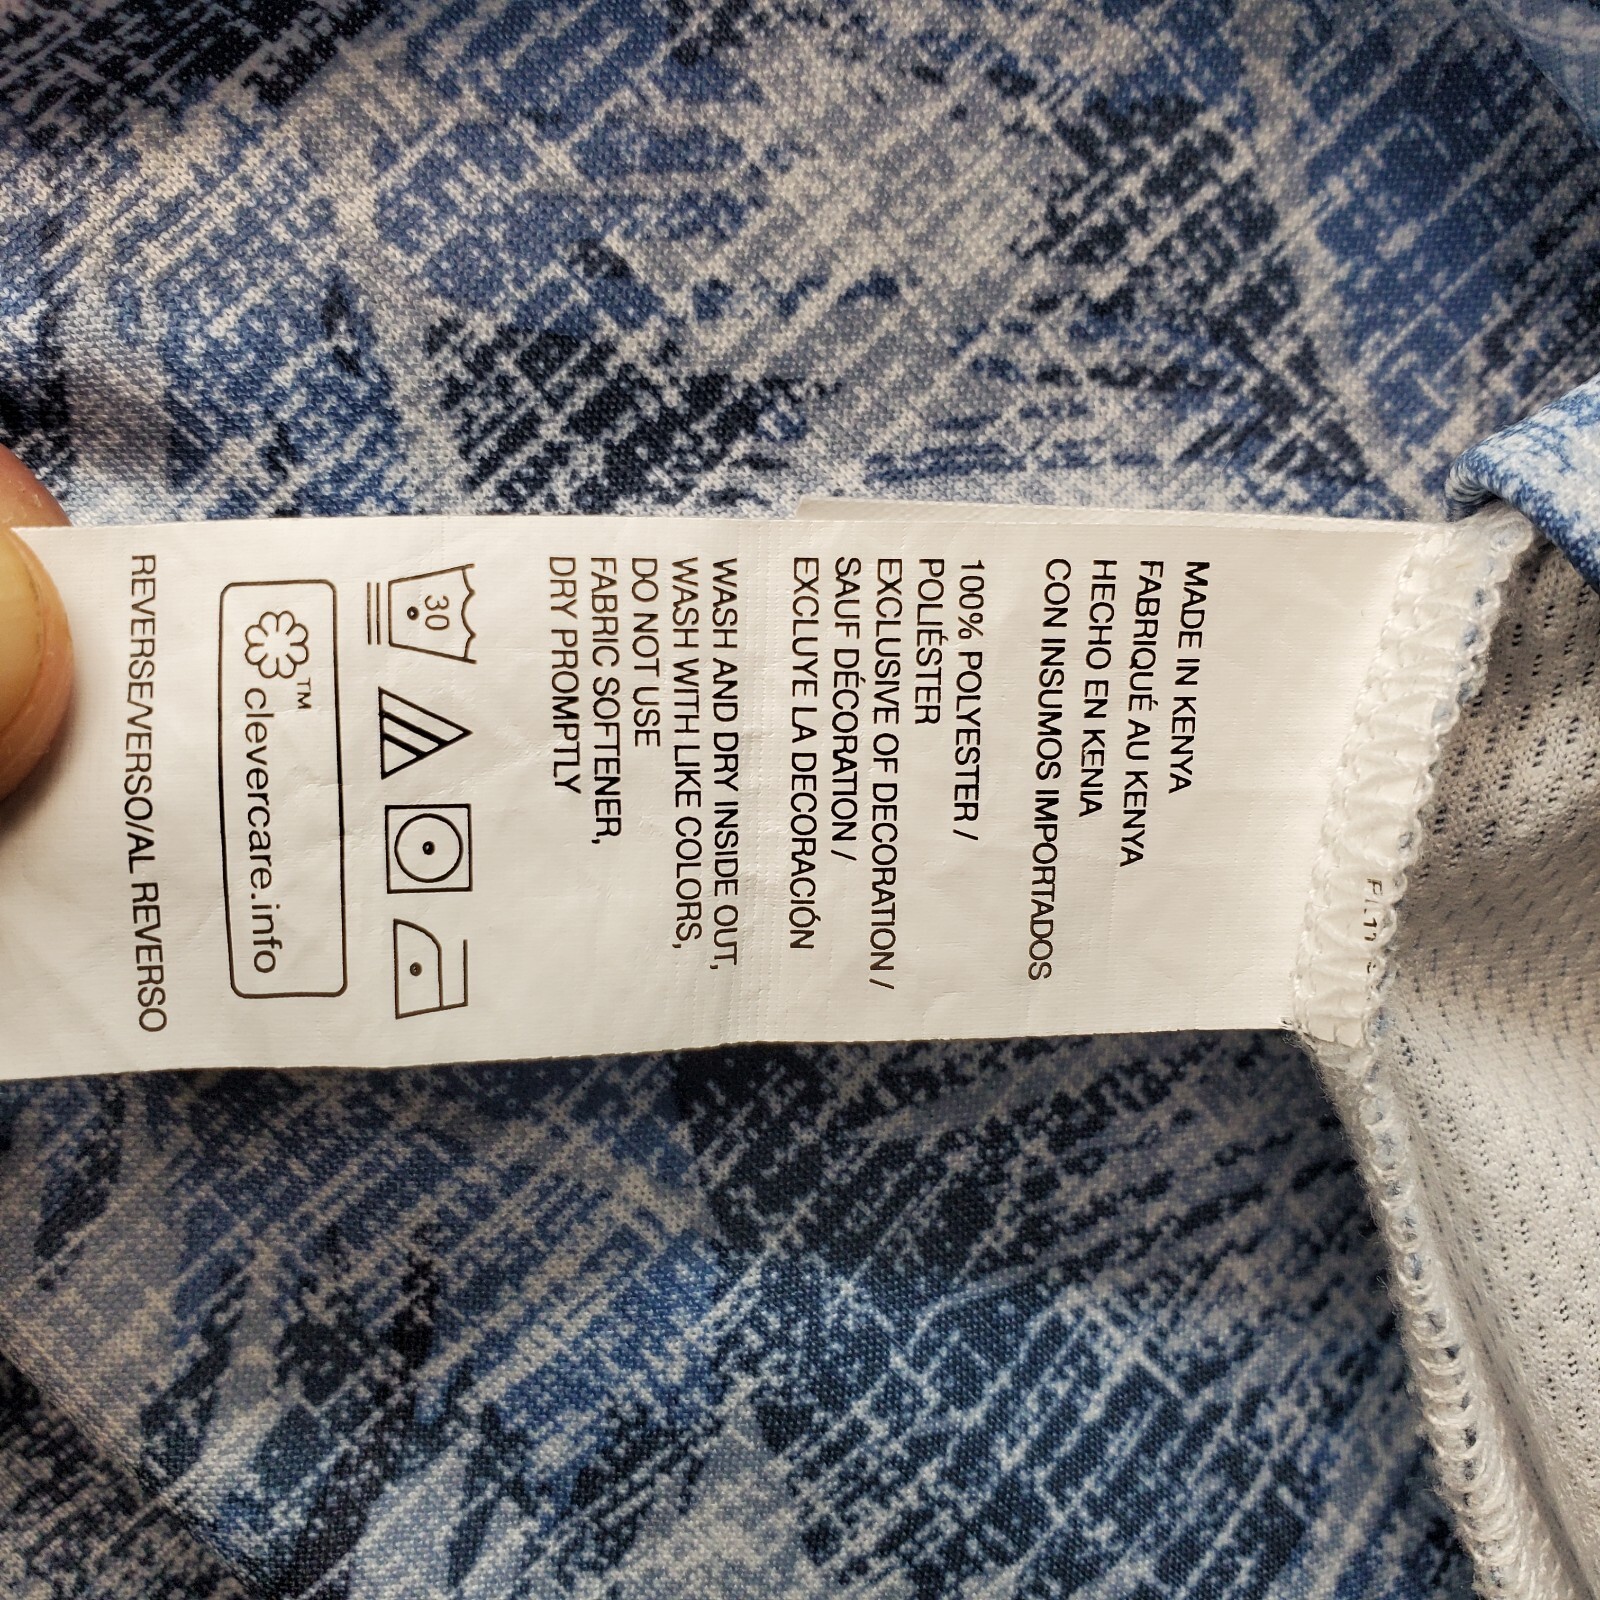 MADE IN KENYA
FABRIQUÉ AU KENYA
HECHO EN KENIA
CON INSUMOS IMPORTADOS
100% POLYESTER /
POLIÉSTER
EXCLUSIVE OF DECORATION /
SAUF DÉCORATION /
EXCLUYE LA DECORACIÓN
WASH AND DRY INSIDE OUT,
WASH WITH LIKE COLORS,
DO NOT USE
FABRIC SOFTENER,
DRY PROMPTLY
30
clevercare.info™
REVERSE/VERSO/AL REVERSO